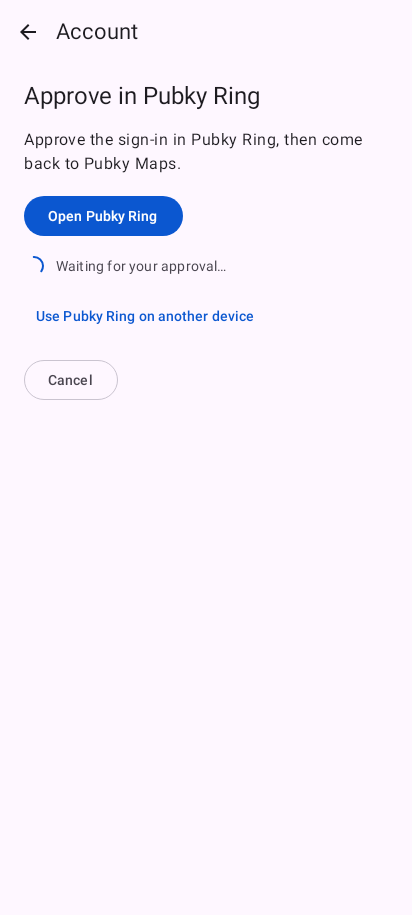 Account
Approve in Pubky Ring
Approve the sign-in in Pubky Ring, then come
back to Pubky Maps.
Open Pubky Ring
Waiting for your approval…
Use Pubky Ring on another device
Cancel